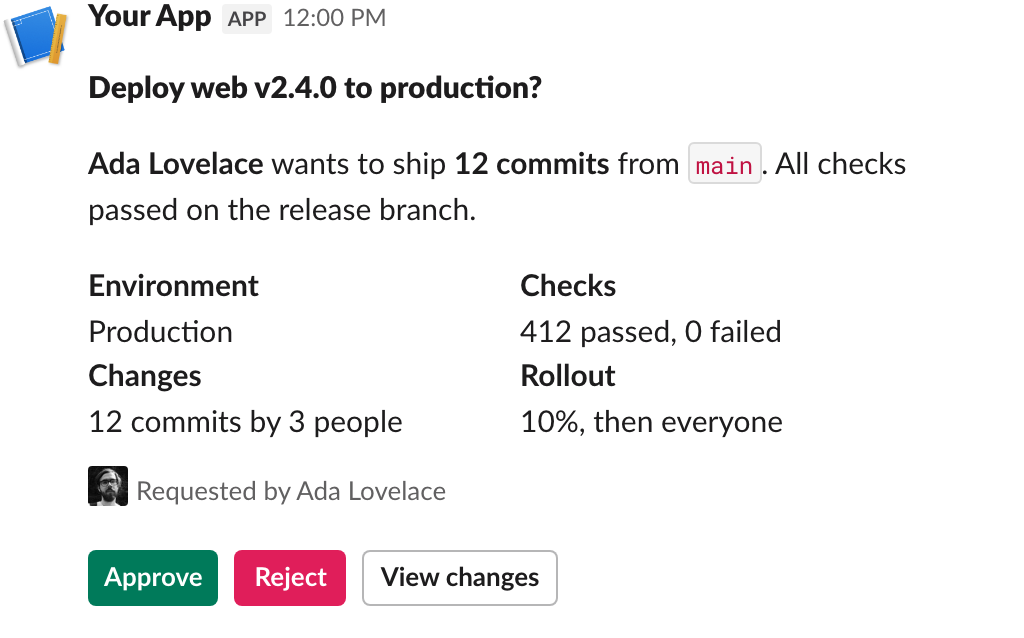 Your App APP 12:00 PM
Deploy web v2.4.0 to production?
Ada Lovelace wants to ship 12 commits from main. All checks
passed on the release branch.
Environment
Production
Checks
412 passed, 0 failed
Changes
12 commits by 3 people
Rollout
10%, then everyone
Requested by Ada Lovelace
Approve
Reject
View changes